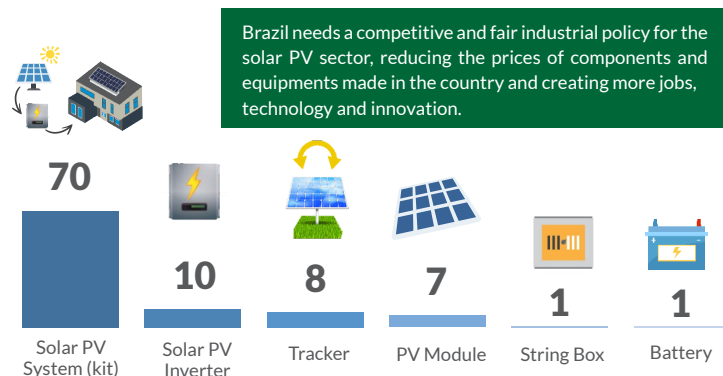 Brazil needs a competitive and fair industrial policy for the
solar PV sector, reducing the prices of components and
equipments made in the country and creating more jobs,
technology and innovation.
70
10
8
7
1
1
Solar PV
System (kit)
Solar PV
Inverter
Tracker
PV Module
String Box
Battery